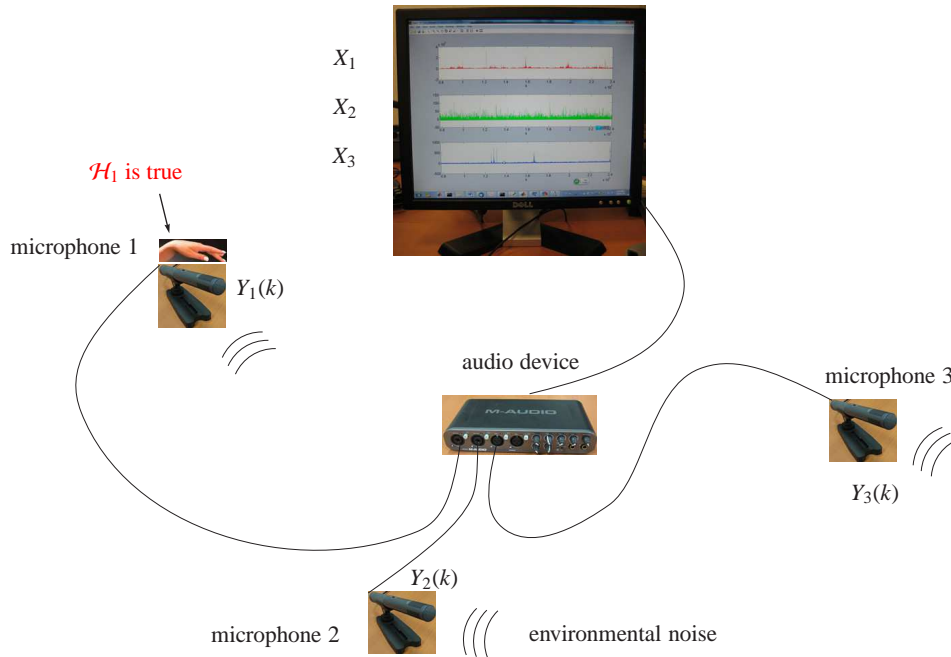 X₁
X₂
X₃
DELL
ℋ₁ is true
microphone 1
Y₁(k)
audio device
M-AUDIO
microphone 3
Y₃(k)
Y₂(k)
microphone 2
environmental noise